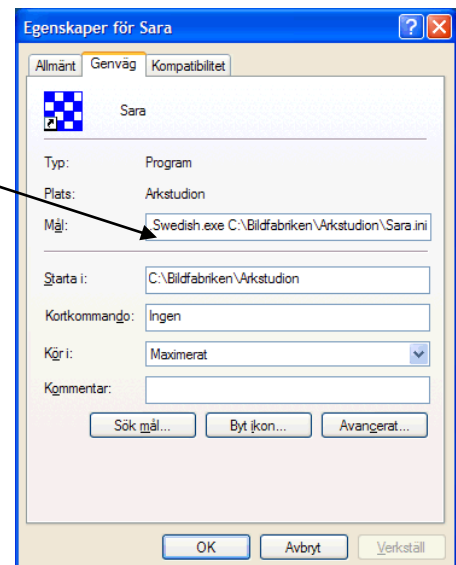 Egenskaper för Sara
Allmänt Genväg Kompatibilitet
Sara
Typ: Program
Plats: Arkstudion
Mål: Swedish.exe C:\Bildfabriken\Arkstudion\Sara.ini
Starta i: C:\Bildfabriken\Arkstudion
Kortkommando: Ingen
Kör i: Maximerat
Kommentar:
Sök mål... Byt ikon... Avancerat...
OK Avbryt Verkställ